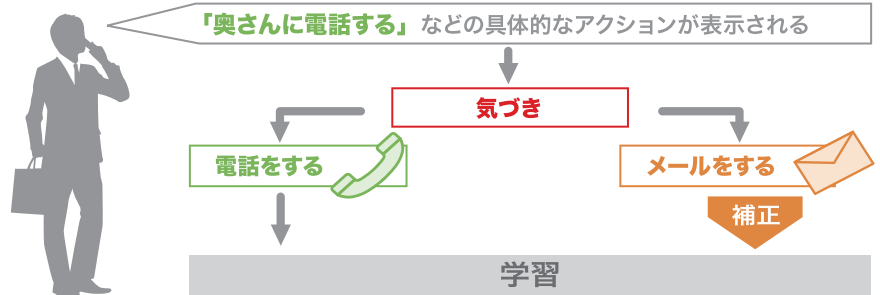 「奥さんに電話する」などの具体的なアクションが表示される
気づき
電話をする
メールをする
補正
学習